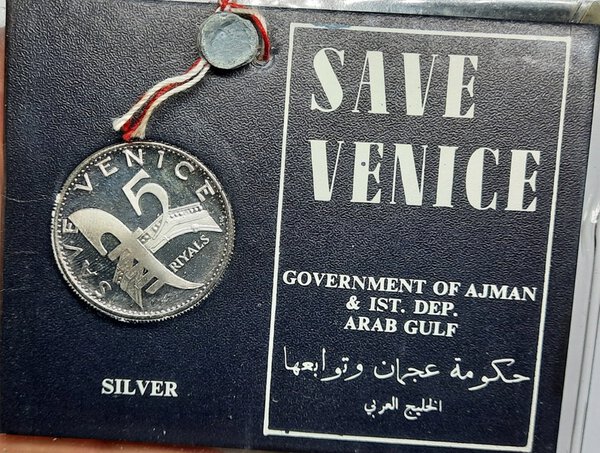 SAVE VENICE
5
RIYALS
SILVER
SAVE
VENICE
GOVERNMENT OF AJMAN
& IST. DEP.
ARAB GULF
حكومة عجمان وتوابعها
الخليج العربي